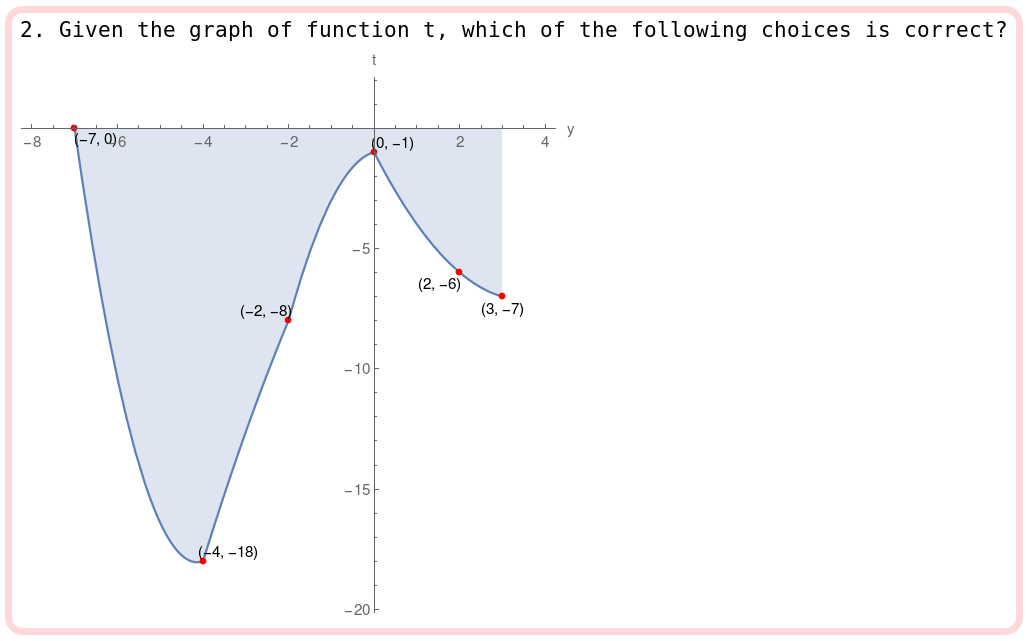 2. Given the graph of function t, which of the following choices is correct?
t
y
−8 −6 −4 −2 2 4
(−7, 0)
(0, −1)
−5
(2, −6)
(3, −7)
(−2, −8)
−10
−15
(−4, −18)
−20